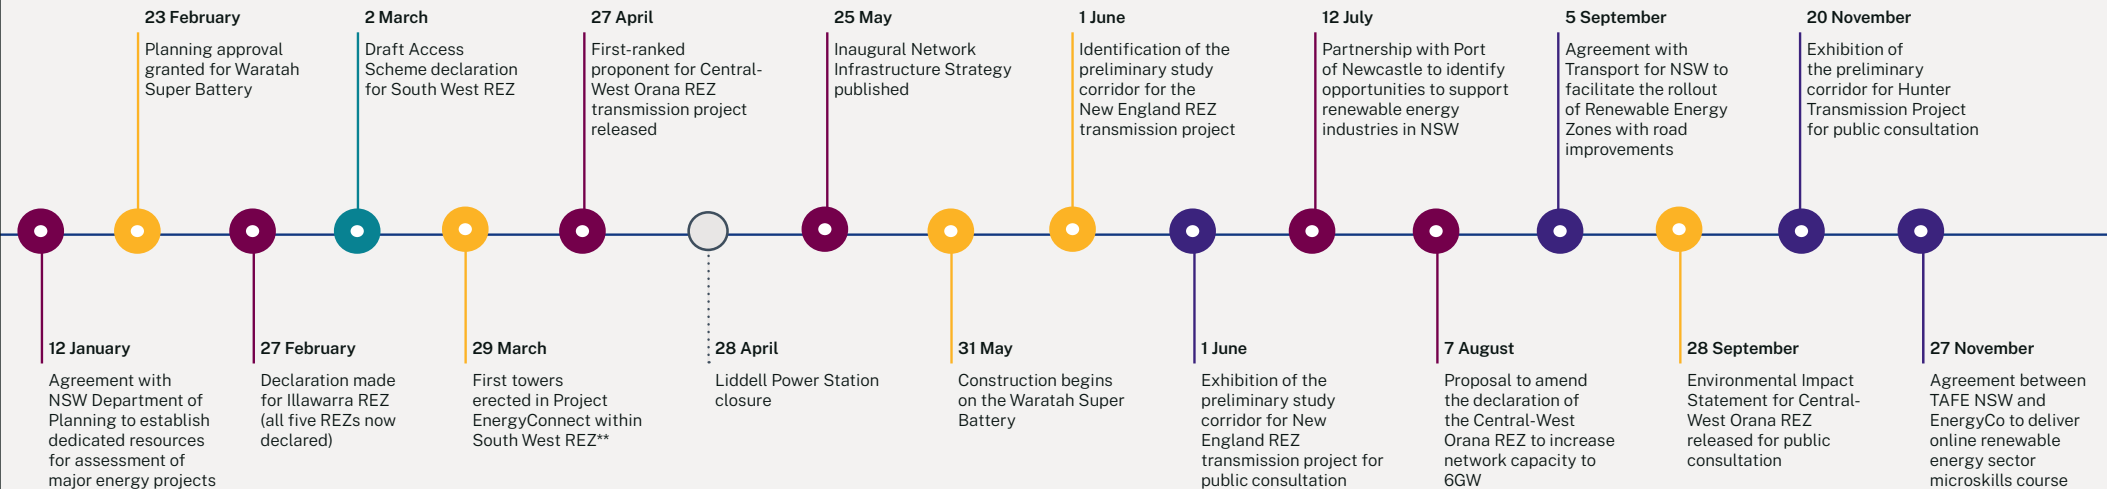 23 February
Planning approval
granted for Waratah
Super Battery
2 March
Draft Access
Scheme declaration
for South West REZ
27 April
First-ranked
proponent for Central-
West Orana REZ
transmission project
released
25 May
Inaugural Network
Infrastructure Strategy
published
1 June
Identification of the
preliminary study
corridor for the
New England REZ
transmission project
12 July
Partnership with Port
of Newcastle to identify
opportunities to support
renewable energy
industries in NSW
5 September
Agreement with
Transport for NSW to
facilitate the rollout
of Renewable Energy
Zones with road
improvements
20 November
Exhibition of
the preliminary
corridor for Hunter
Transmission Project
for public consultation
12 January
Agreement with
NSW Department of
Planning to establish
dedicated resources
for assessment of
major energy projects
27 February
Declaration made
for Illawarra REZ
(all five REZs now
declared)
29 March
First towers
erected in Project
EnergyConnect within
South West REZ**
28 April
Liddell Power Station
closure
31 May
Construction begins
on the Waratah Super
Battery
1 June
Exhibition of the
preliminary study
corridor for New
England REZ
transmission project for
public consultation
7 August
Proposal to amend
the declaration of
the Central-West
Orana REZ to increase
network capacity to
6GW
28 September
Environmental Impact
Statement for Central-
West Orana REZ
released for public
consultation
27 November
Agreement between
TAFE NSW and
EnergyCo to deliver
online renewable
energy sector
microskills course